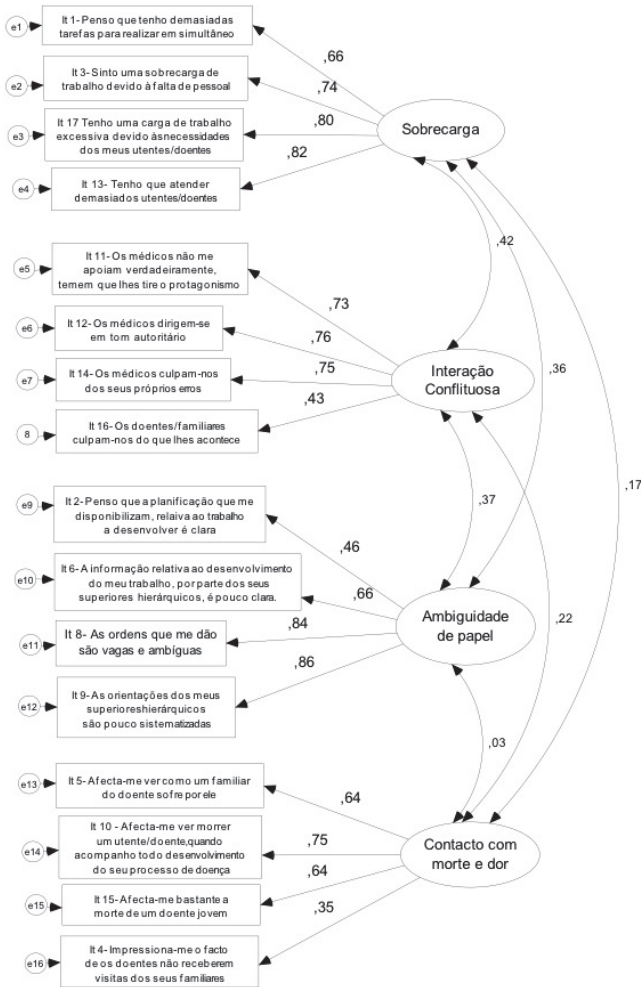 e1
It 1- Penso que tenho demasiadas
tarefas para realizar em simultâneo
,66
e2
It 3- Sinto uma sobrecarga de
trabalho devido à falta de pessoal
,74
e3
It 17 Tenho uma carga de trabalho
excessiva devido àsnecessidades
dos meus utentes/doentes
,80
Sobrecarga
e4
It 13- Tenho que atender
demasiados utentes/doentes
,82
,42
e5
It 11- Os médicos não me
apoiam verdadeiramente,
temem que lhes tire o protagonismo
,73
e6
It 12- Os médicos dirigem-se
em tom autoritário
,76
e7
It 14- Os médicos culpam-nos
dos seus próprios erros
,75
Interação
Conflituosa
,36
8
It 16- Os doentes/familiares
culpam-nos do que lhes acontece
,43
,17
e9
It 2- Penso que a planificação que me
disponibilizam, relaiva ao trabalho
a desenvolver é clara
,46
,37
e10
It 6- A informação relativa ao desenvolvimento
do meu trabalho, por parte dos seus
superiores hierárquicos, é pouco clara.
,66
e11
It 8- As ordens que me dão
são vagas e ambíguas
,84
Ambiguidade
de papel
,22
e12
It 9- As orientações dos meus
superioreshierárquicos
são pouco sistematizadas
,86
,03
e13
It 5- Afecta-me ver como um familiar
do doente sofre por ele
,64
e14
It 10 - Afecta-me ver morrer
um utente/doente,quando
acompanho todo desenvolvimento
do seu processo de doença
,75
Contacto com
morte e dor
e15
It 15- Afecta-me bastante a
morte de um doente jovem
,64
e16
It 4- Impressiona-me o facto
de os doentes não receberem
visitas dos seus familiares
,35